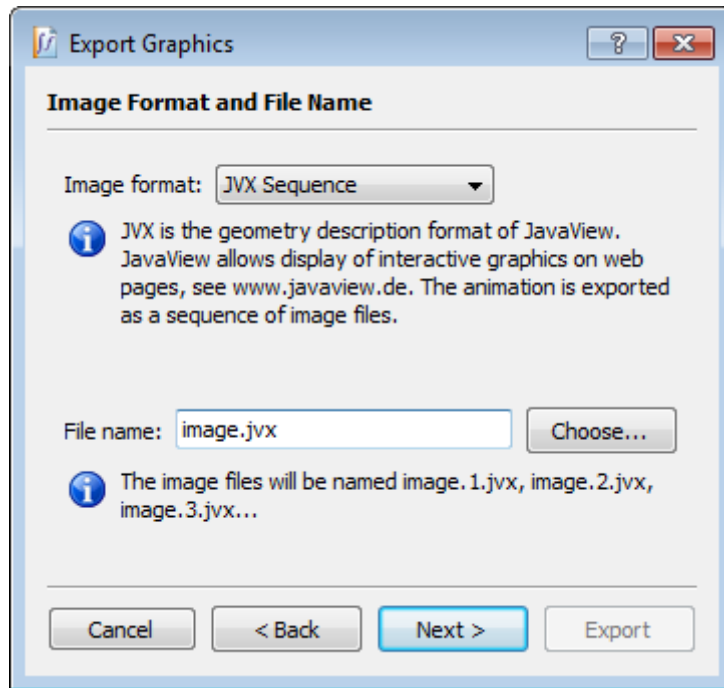 Export Graphics
Image Format and File Name
Image format: JVX Sequence
JVX is the geometry description format of JavaView.
JavaView allows display of interactive graphics on web
pages, see www.javaview.de. The animation is exported
as a sequence of image files.
File name: image.jvx Choose...
The image files will be named image.1.jvx, image.2.jvx,
image.3.jvx...
Cancel < Back Next > Export